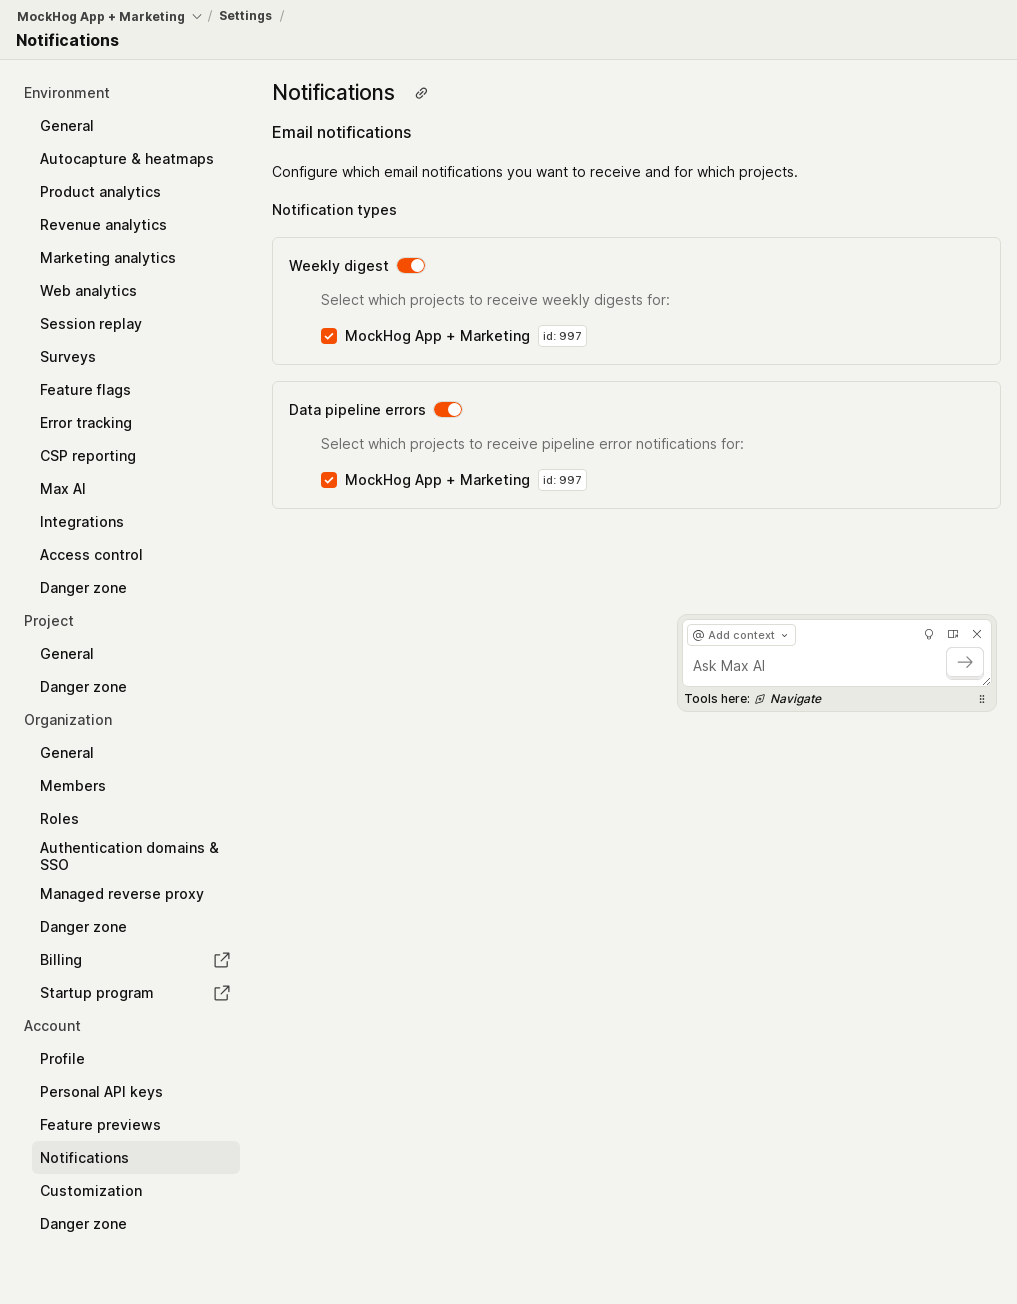 MockHog App + Marketing / Settings /
Notifications
Environment
General
Autocapture & heatmaps
Product analytics
Revenue analytics
Marketing analytics
Web analytics
Session replay
Surveys
Feature flags
Error tracking
CSP reporting
Max AI
Integrations
Access control
Danger zone
Project
General
Danger zone
Organization
General
Members
Roles
Authentication domains &
SSO
Managed reverse proxy
Danger zone
Billing
Startup program
Account
Profile
Personal API keys
Feature previews
Notifications
Customization
Danger zone
Notifications
Email notifications
Configure which email notifications you want to receive and for which projects.
Notification types
Weekly digest
Select which projects to receive weekly digests for:
MockHog App + Marketing id: 997
Data pipeline errors
Select which projects to receive pipeline error notifications for:
MockHog App + Marketing id: 997
@ Add context
Ask Max AI
Tools here: Navigate